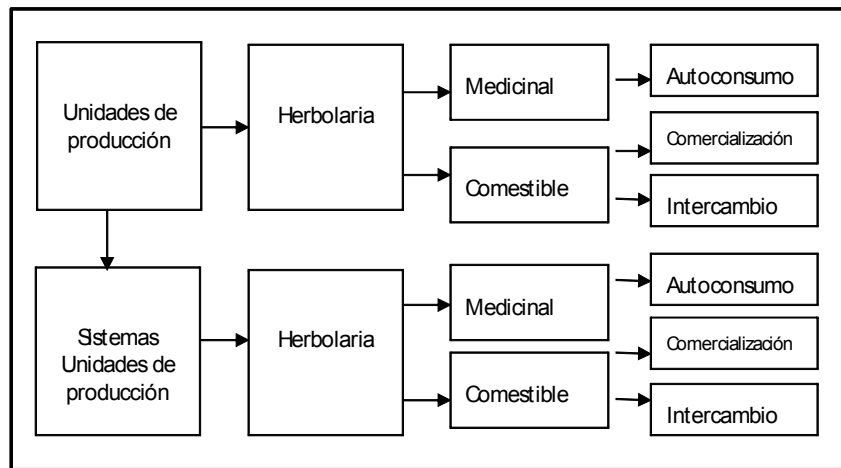 Unidades de
producción
Herbolaria
Medicinal
Autoconsumo
Comercialización
Comestible
Intercambio
Sistemas
Unidades de
producción
Herbolaria
Medicinal
Autoconsumo
Comercialización
Comestible
Intercambio